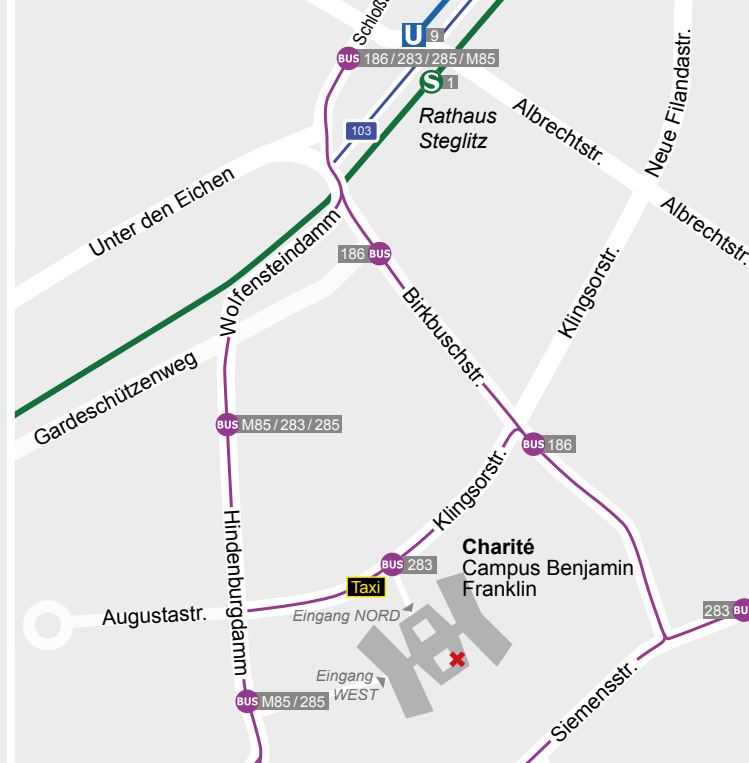 Schloßs
U 9
BUS 186 / 283 / 285 / M85
S 1
Rathaus
Steglitz
103
Albrechtstr.
Neue Filandastr.
Albrechtstr.
Unter den Eichen
Wolfensteindamm
186 BUS
Klingsorstr.
Birkbuschstr.
Gardeschützenweg
BUS M85 / 283 / 285
BUS 186
Klingsorstr.
Hindenburgdamm
Charité
Campus Benjamin
Franklin
BUS 283
Taxi
Augustastr.
Eingang NORD
283 BU
Eingang
WEST
BUS M85 / 285
Siemensstr.